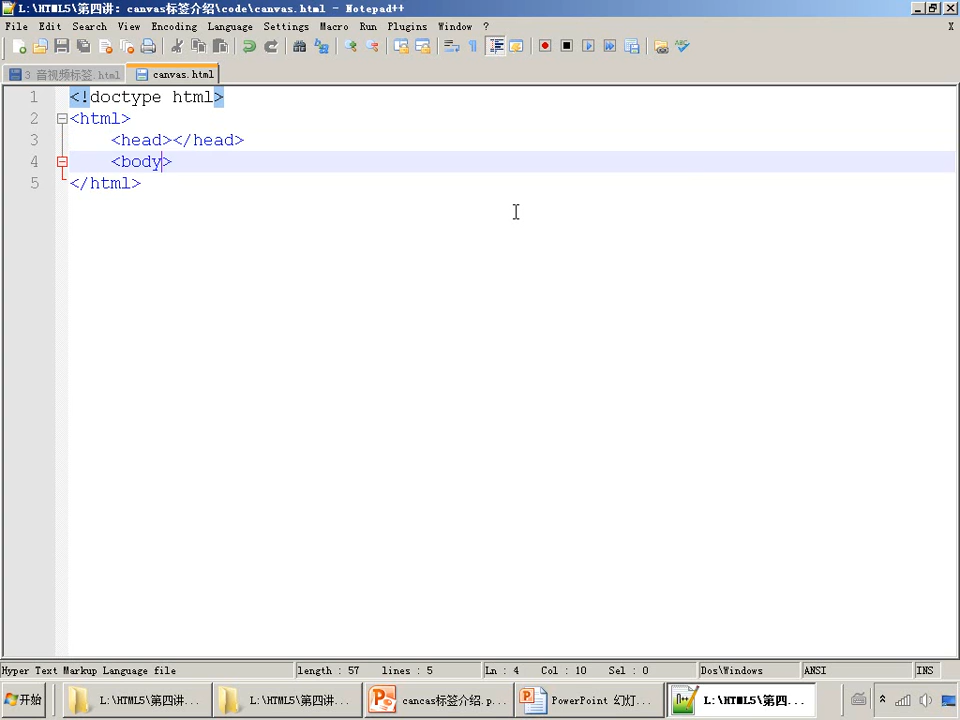 L:\HTML5\第四讲：canvas标签介绍\code\canvas.html - Notepad++
File Edit Search View Encoding Language Settings Macro Run Plugins Window ? X
3 音视频标签.html canvas.html
1 <!doctype html>
2 <html>
3 <head></head>
4 <body>
5 </html>
Hyper Text Markup Language file length : 57 lines : 5 Ln : 4 Col : 10 Sel : 0 Dos\Windows ANSI INS
开始 L:\HTML5\第四讲... L:\HTML5\第四讲... cancas标签介绍.p... PowerPoint 幻灯... L:\HTML5\第四...